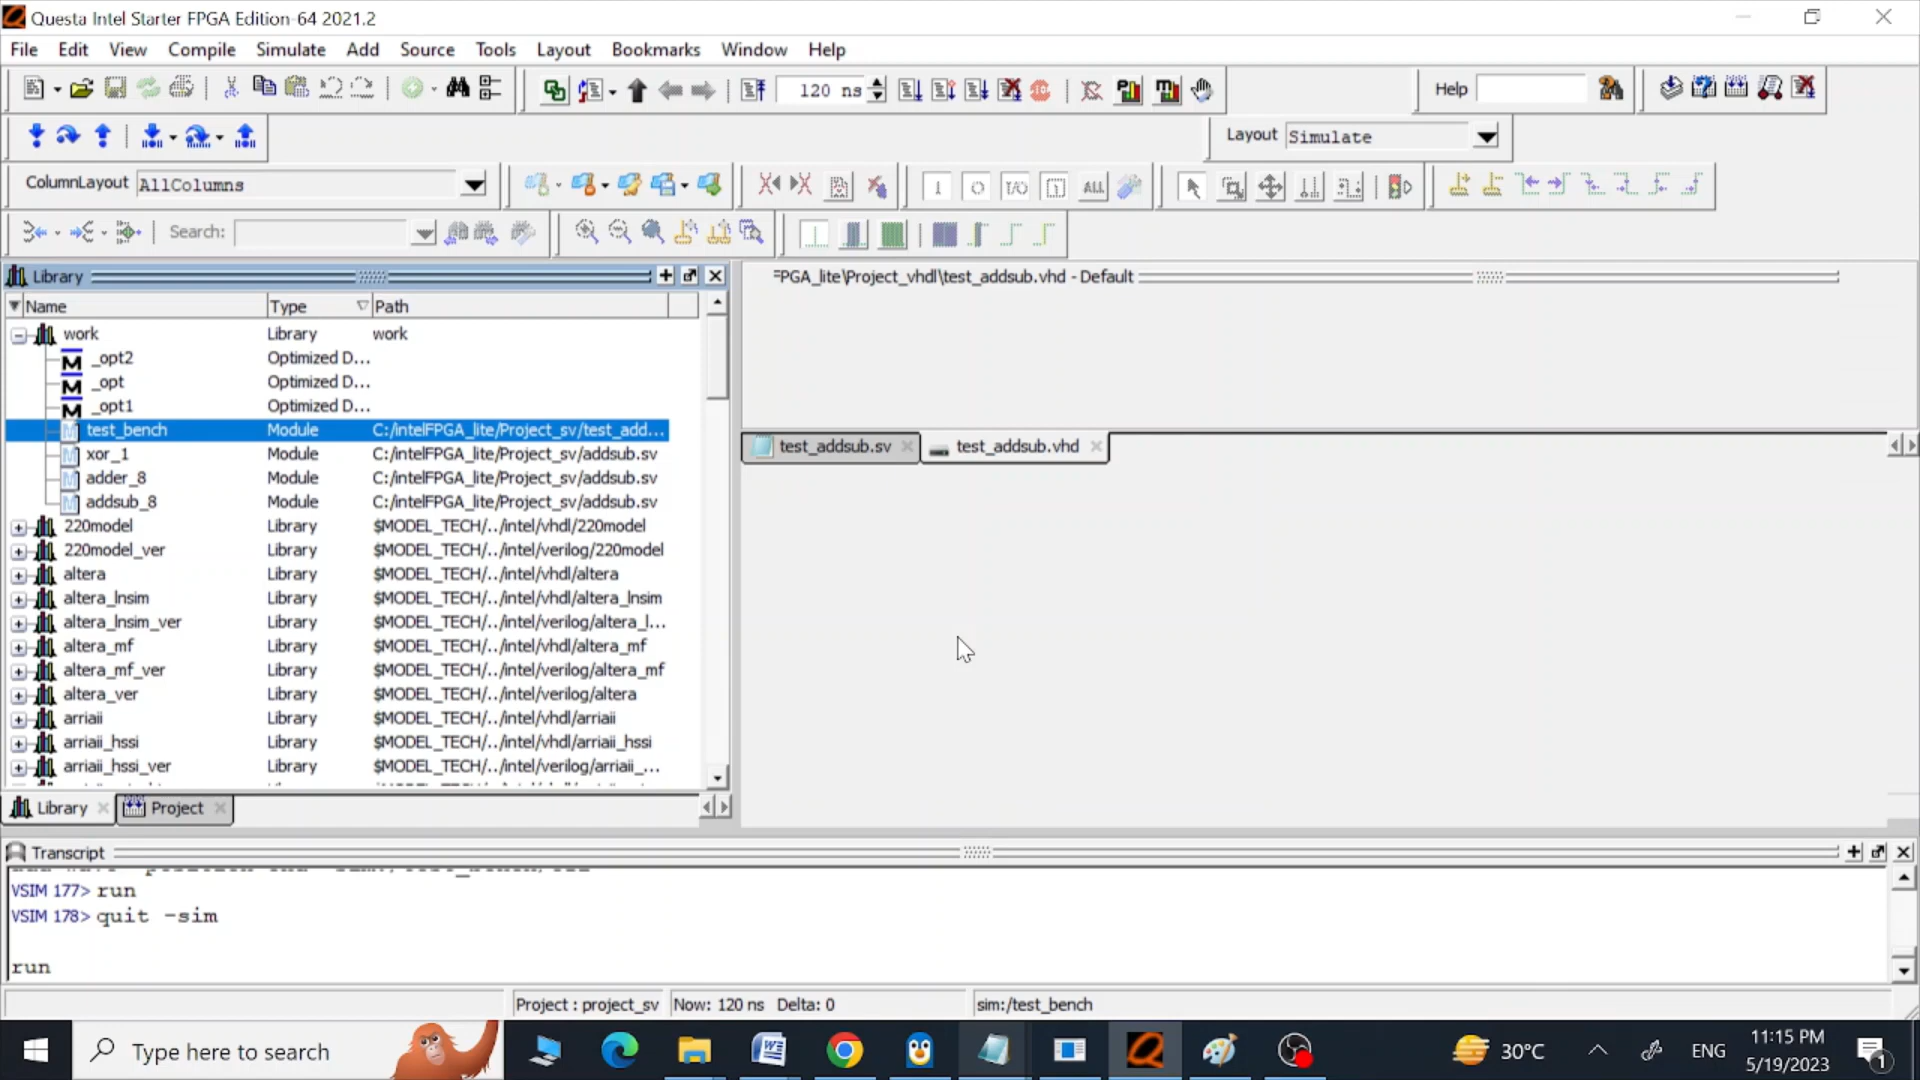 Questa Intel Starter FPGA Edition-64 2021.2
File Edit View Compile Simulate Add Source Tools Layout Bookmarks Window Help
120 ns
Help
Layout Simulate
ColumnLayout AllColumns
ALL
Search:
Library
Name Type Path
work Library work
_opt2 Optimized D...
_opt Optimized D...
_opt1 Optimized D...
test_bench Module C:/intelFPGA_lite/Project_sv/test_add...
xor_1 Module C:/intelFPGA_lite/Project_sv/addsub.sv
adder_8 Module C:/intelFPGA_lite/Project_sv/addsub.sv
addsub_8 Module C:/intelFPGA_lite/Project_sv/addsub.sv
220model Library $MODEL_TECH/../intel/vhdl/220model
220model_ver Library $MODEL_TECH/../intel/verilog/220model
altera Library $MODEL_TECH/../intel/vhdl/altera
altera_lnsim Library $MODEL_TECH/../intel/vhdl/altera_lnsim
altera_lnsim_ver Library $MODEL_TECH/../intel/verilog/altera_l...
altera_mf Library $MODEL_TECH/../intel/vhdl/altera_mf
altera_mf_ver Library $MODEL_TECH/../intel/verilog/altera_mf
altera_ver Library $MODEL_TECH/../intel/verilog/altera
arriaii Library $MODEL_TECH/../intel/vhdl/arriaii
arriaii_hssi Library $MODEL_TECH/../intel/vhdl/arriaii_hssi
arriaii_hssi_ver Library $MODEL_TECH/../intel/verilog/arriaii_...
Library Project
PGA_lite\Project_vhdl\test_addsub.vhd - Default
test_addsub.sv test_addsub.vhd
Transcript
VSIM 177> run
VSIM 178> quit -sim
run
Project : project_sv Now: 120 ns Delta: 0 sim:/test_bench
Type here to search
30°C ENG
11:15 PM
5/19/2023
1